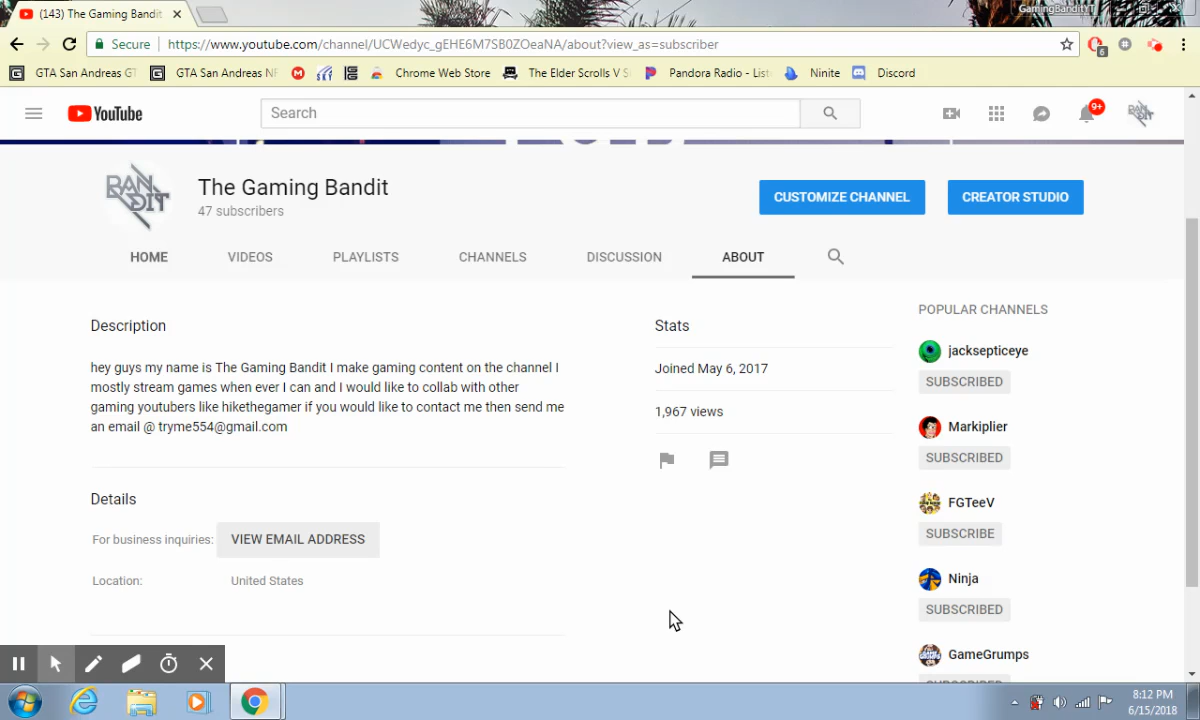 GamingBanditYT
(143) The Gaming Bandit
Secure https://www.youtube.com/channel/UCWedyc_gEHE6M7SB0ZOeaNA/about?view_as=subscriber
6
GTA San Andreas GT GTA San Andreas NF Chrome Web Store The Elder Scrolls V S Pandora Radio - List Ninite Discord
YouTube Search 9+ BANDIT
BANDIT
The Gaming Bandit
47 subscribers
CUSTOMIZE CHANNEL CREATOR STUDIO
HOME VIDEOS PLAYLISTS CHANNELS DISCUSSION ABOUT
Description
hey guys my name is The Gaming Bandit I make gaming content on the channel I
mostly stream games when ever I can and I would like to collab with other
gaming youtubers like hikethegamer if you would like to contact me then send me
an email @ tryme554@gmail.com
Details
For business inquiries: VIEW EMAIL ADDRESS
Location: United States
Stats
Joined May 6, 2017
1,967 views
POPULAR CHANNELS
jacksepticeye
SUBSCRIBED
Markiplier
SUBSCRIBED
FGTeeV
SUBSCRIBE
Ninja
SUBSCRIBED
GameGrumps
8:12 PM
6/15/2018